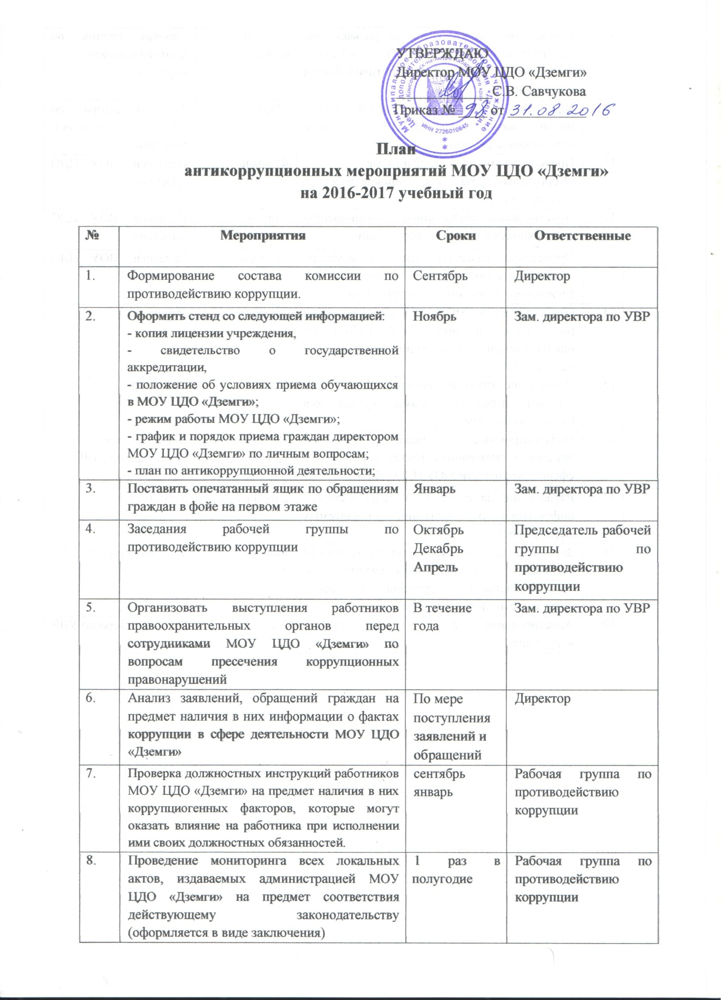 УТВЕРЖДАЮ
Директор МОУ ЦДО «Дземги»
С.В. Савчукова
Приказ № 98 от 31.08.2016
ИНН 2726010845
План
антикоррупционных мероприятий МОУ ЦДО «Дземги»
на 2016-2017 учебный год
№ Мероприятия Сроки Ответственные
1. Формирование состава комиссии по Сентябрь Директор
противодействию коррупции.
2. Оформить стенд со следующей информацией: Ноябрь Зам. директора по УВР
- копия лицензии учреждения,
- свидетельство о государственной
аккредитации,
- положение об условиях приема обучающихся
в МОУ ЦДО «Дземги»;
- режим работы МОУ ЦДО «Дземги»;
- график и порядок приема граждан директором
МОУ ЦДО «Дземги» по личным вопросам;
- план по антикоррупционной деятельности;
3. Поставить опечатанный ящик по обращениям Январь Зам. директора по УВР
граждан в фойе на первом этаже
4. Заседания рабочей группы по Октябрь Председатель рабочей
противодействию коррупции Декабрь группы по
Апрель противодействию
коррупции
5. Организовать выступления работников В течение Зам. директора по УВР
правоохранительных органов перед года
сотрудниками МОУ ЦДО «Дземги» по
вопросам пресечения коррупционных
правонарушений
6. Анализ заявлений, обращений граждан на По мере Директор
предмет наличия в них информации о фактах поступления
коррупции в сфере деятельности МОУ ЦДО заявлений и
«Дземги» обращений
7. Проверка должностных инструкций работников сентябрь Рабочая группа по
МОУ ЦДО «Дземги» на предмет наличия в них январь противодействию
коррупциогенных факторов, которые могут коррупции
оказать влияние на работника при исполнении
ими своих должностных обязанностей.
8. Проведение мониторинга всех локальных 1 раз в Рабочая группа по
актов, издаваемых администрацией МОУ полугодие противодействию
ЦДО «Дземги» на предмет соответствия коррупции
действующему законодательству
(оформляется в виде заключения)